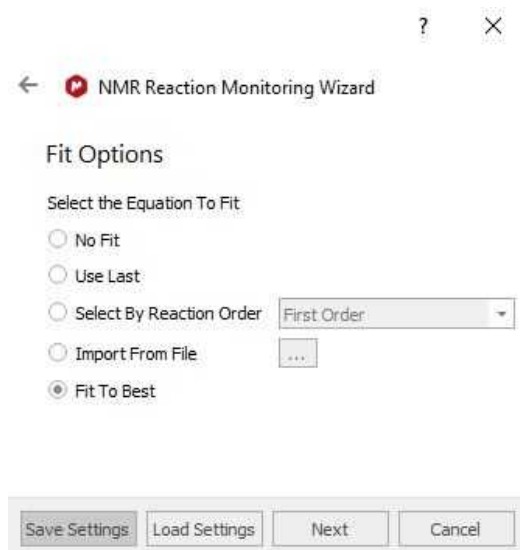 ?
NMR Reaction Monitoring Wizard
Fit Options
Select the Equation To Fit
No Fit
Use Last
Select By Reaction Order First Order
Import From File ...
Fit To Best
Save Settings Load Settings Next Cancel